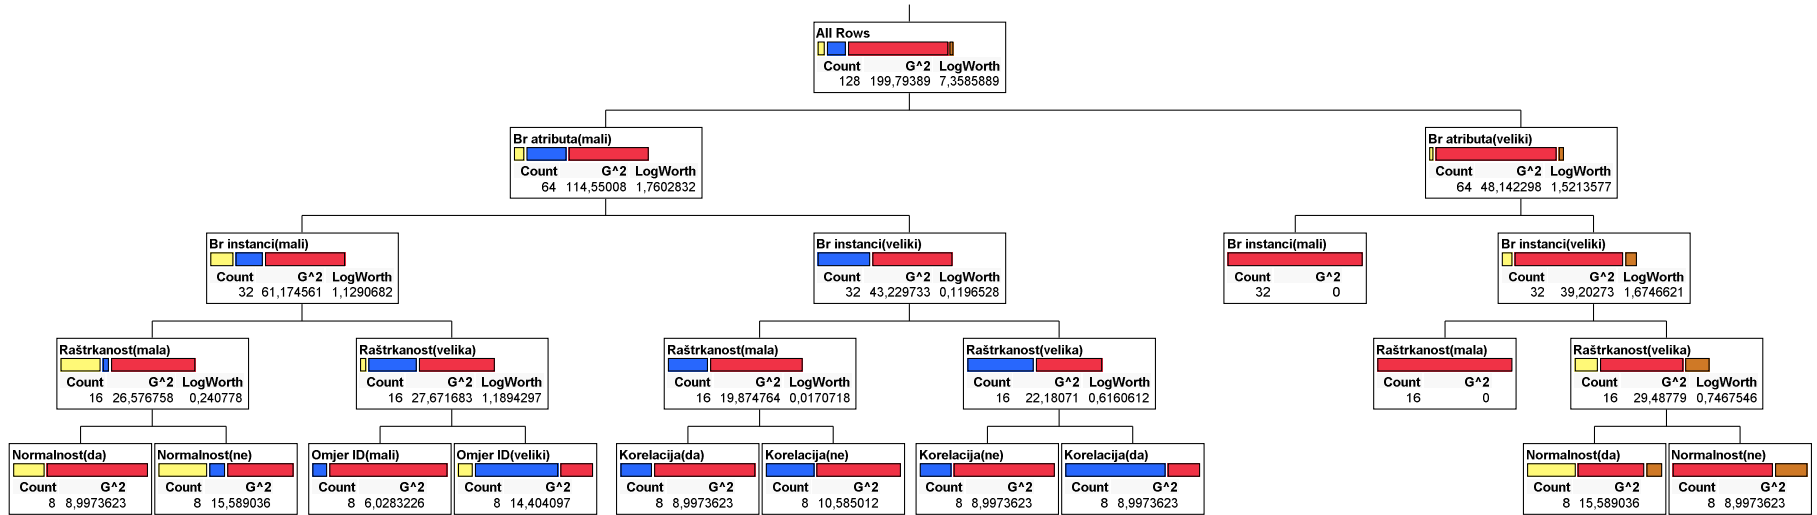 All Rows
Count G^2 LogWorth
128 199,79389 7,3585889
Br atributa(mali)
Count G^2 LogWorth
64 114,55008 1,7602832
Br atributa(veliki)
Count G^2 LogWorth
64 48,142298 1,5213577
Br instanci(mali)
Count G^2 LogWorth
32 61,174561 1,1290682
Br instanci(veliki)
Count G^2 LogWorth
32 43,229733 0,1196528
Br instanci(mali)
Count G^2
32 0
Br instanci(veliki)
Count G^2 LogWorth
32 39,20273 1,6746621
Raštrkanost(mala)
Count G^2 LogWorth
16 26,576758 0,240778
Raštrkanost(velika)
Count G^2 LogWorth
16 27,671683 1,1894297
Raštrkanost(mala)
Count G^2 LogWorth
16 19,874764 0,0170718
Raštrkanost(velika)
Count G^2 LogWorth
16 22,18071 0,6160612
Raštrkanost(mala)
Count G^2
16 0
Raštrkanost(velika)
Count G^2 LogWorth
16 29,48779 0,7467546
Normalnost(da)
Count G^2
8 8,9973623
Normalnost(ne)
Count G^2
8 15,589036
Omjer ID(mali)
Count G^2
8 6,0283226
Omjer ID(veliki)
Count G^2
8 14,404097
Korelacija(da)
Count G^2
8 8,9973623
Korelacija(ne)
Count G^2
8 10,585012
Korelacija(ne)
Count G^2
8 8,9973623
Korelacija(da)
Count G^2
8 8,9973623
Normalnost(da)
Count G^2
8 15,589036
Normalnost(ne)
Count G^2
8 8,9973623